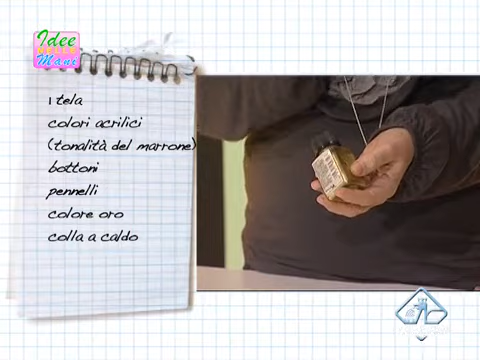 Idee
Mani
1 tela
colori acrilici
(tonalità del marrone)
bottoni
pennelli
colore oro
colla a caldo